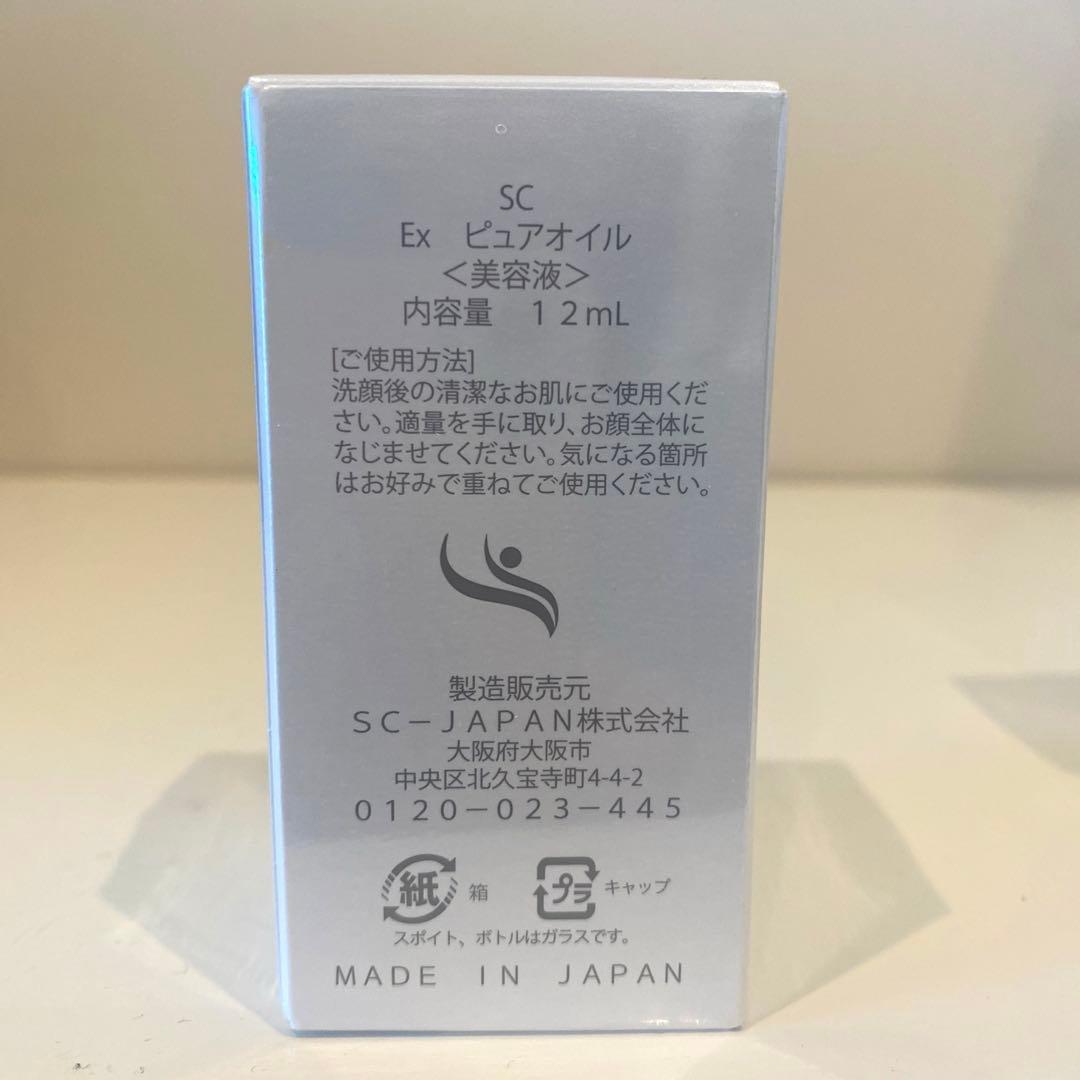 SC
Ex　ピュアオイル
＜美容液＞
内容量　１２mL
[ご使用方法]
洗顔後の清潔なお肌にご使用くだ
さい。適量を手に取り、お顔全体に
なじませてください。気になる箇所
はお好みで重ねてご使用ください。
製造販売元
ＳＣ－ＪＡＰＡＮ株式会社
大阪府大阪市
中央区北久宝寺町4-4-2
０１２０－０２３－４４５
紙 箱 プラ キャップ
スポイト、ボトルはガラスです。
ＭＡＤＥ　ＩＮ　ＪＡＰＡＮ